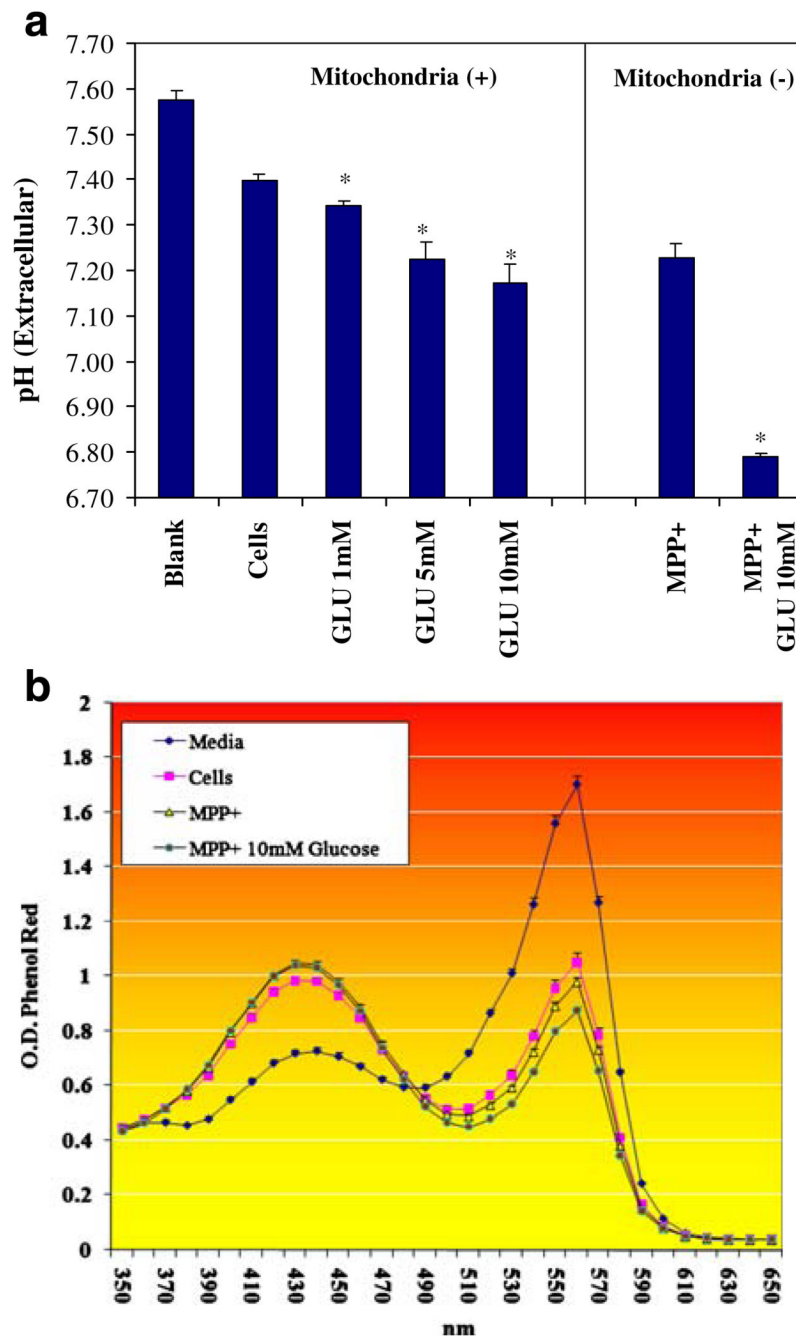 a
7.70
7.60
7.50
7.40
7.30
7.20
7.10
7.00
6.90
6.80
6.70
pH (Extracellular)
Mitochondria (+)
Mitochondria (-)
*
*
*
*
Blank
Cells
GLU 1mM
GLU 5mM
GLU 10mM
MPP+
MPP+
GLU 10mM
b
2
1.8
1.6
1.4
1.2
1
0.8
0.6
0.4
0.2
0
O.D. Phenol Red
Media
Cells
MPP+
MPP+ 10mM Glucose
350
370
390
410
430
450
470
490
510
530
550
570
590
610
630
650
nm